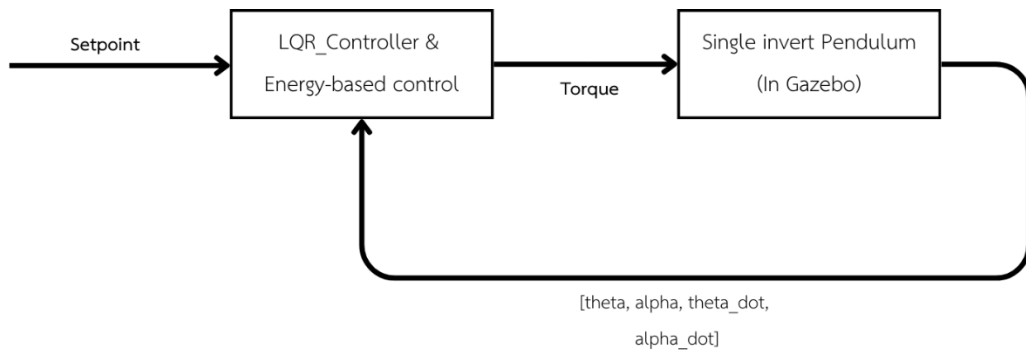 Setpoint
LQR_Controller &
Energy-based control
Torque
Single invert Pendulum
(In Gazebo)
[theta, alpha, theta_dot,
alpha_dot]